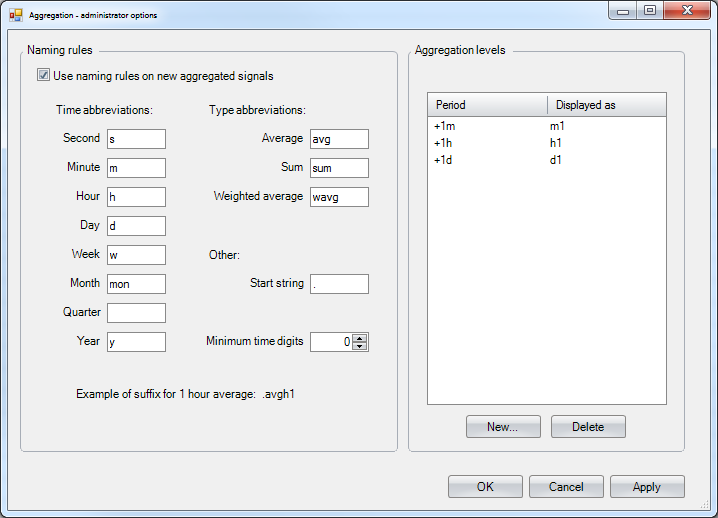 Aggregation - administrator options
Naming rules
Use naming rules on new aggregated signals
Time abbreviations:
Type abbreviations:
Second s
Average avg
Minute m
Sum sum
Hour h
Weighted average wavg
Day d
Week w
Other:
Month mon
Start string .
Quarter
Year y
Minimum time digits 0
Example of suffix for 1 hour average: .avgh1
Aggregation levels
Period Displayed as
+1m m1
+1h h1
+1d d1
New... Delete
OK Cancel Apply